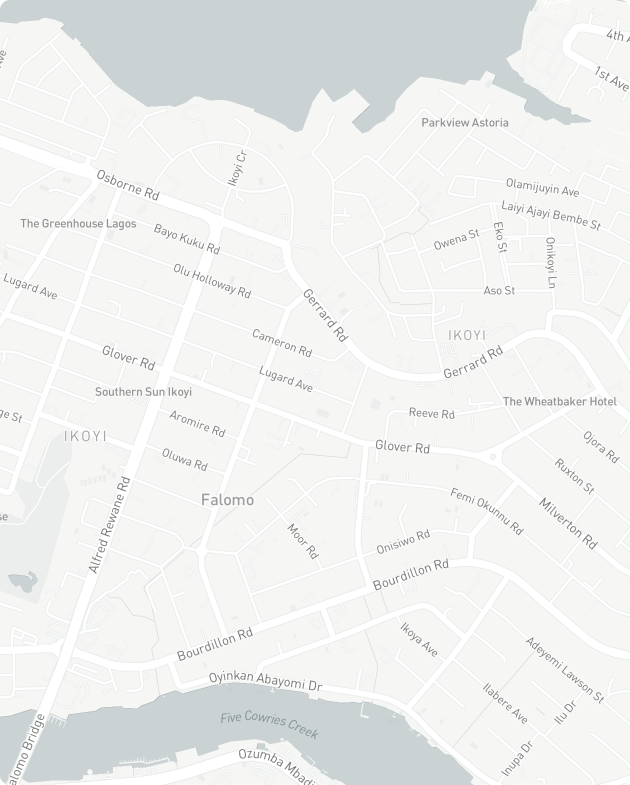 4th A
1st Ave
Ave
Parkview Astoria
Ikoyi Cr
Osborne Rd
Olamijuyin Ave
Laiyi Ajayi Bembe St
The Greenhouse Lagos
Bayo Kuku Rd
Owena St
Eko St
Onikoyi Ln
Olu Holloway Rd
Lugard Ave
Aso St
Gerrard Rd
IKOYI
Cameron Rd
Glover Rd
Gerrard Rd
Lugard Ave
Southern Sun Ikoyi
The Wheatbaker Hotel
ge St
Aromire Rd
Reeve Rd
IKOYI
Glover Rd
Ojora Rd
Oluwa Rd
Ruxton St
Falomo
Femi Okunnu Rd
Alfred Rewane Rd
se
Milverton Rd
Moor Rd
Onisiwo Rd
Bourdillon Rd
Bourdillon Rd
Ikoya Ave
Adeyemi Lawson St
Oyinkan Abayomi Dr
Ilabere Ave
Ilu Dr
Five Cowries Creek
alomo Bridge
Inupa Dr
Ozumba Mbadi